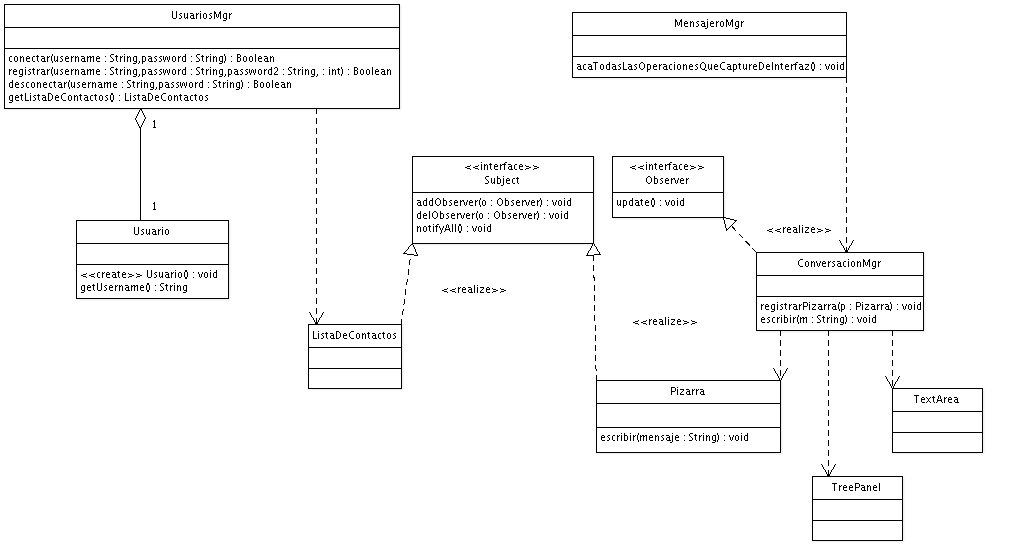 UsuariosMgr
conectar(username : String,password : String) : Boolean
registrar(username : String,password : String,password2 : String, : int) : Boolean
desconectar(username : String,password : String) : Boolean
getListaDeContactos() : ListaDeContactos
MensajeroMgr
acaTodasLasOperacionesQueCaptureDeInterfaz() : void
1
1
Usuario
<<create>> Usuario() : void
getUsername() : String
<<interface>>
Subject
addObserver(o : Observer) : void
delObserver(o : Observer) : void
notifyAll() : void
<<interface>>
Observer
update() : void
<<realize>>
ConversacionMgr
registrarPizarra(p : Pizarra) : void
escribir(m : String) : void
<<realize>>
<<realize>>
ListaDeContactos
Pizarra
escribir(mensaje : String) : void
TextArea
TreePanel